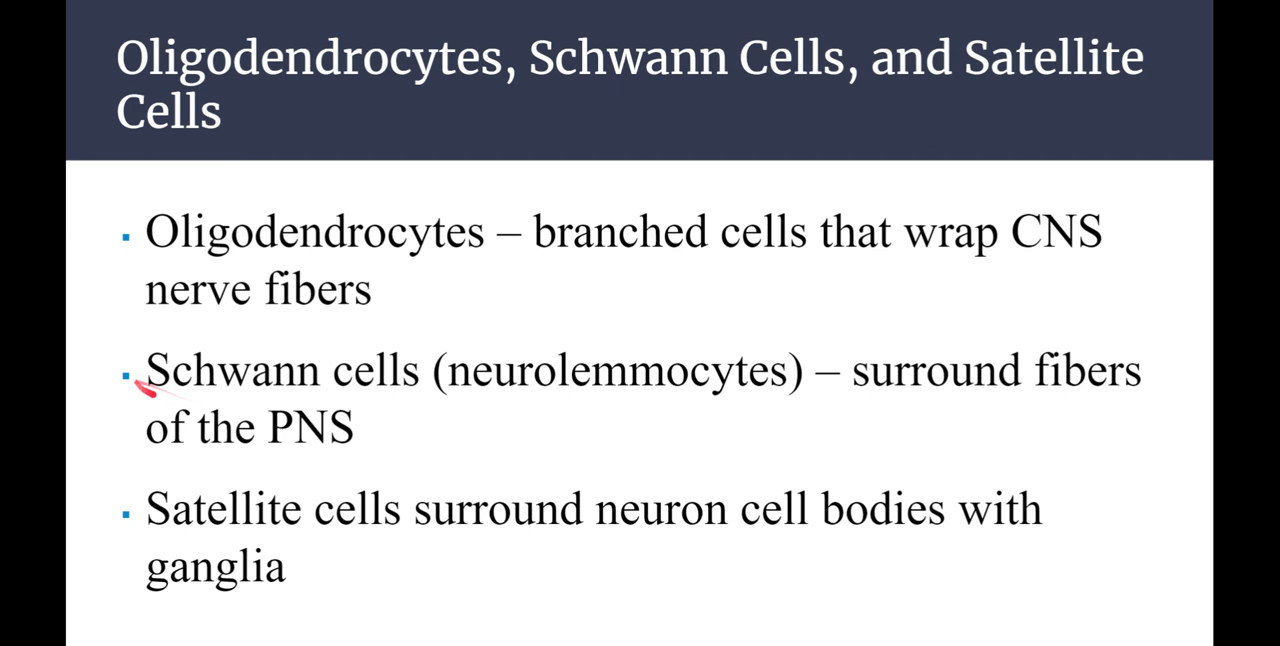 Oligodendrocytes, Schwann Cells, and Satellite
Cells
▪ Oligodendrocytes – branched cells that wrap CNS
nerve fibers
▪ Schwann cells (neurolemmocytes) – surround fibers
of the PNS
▪ Satellite cells surround neuron cell bodies with
ganglia